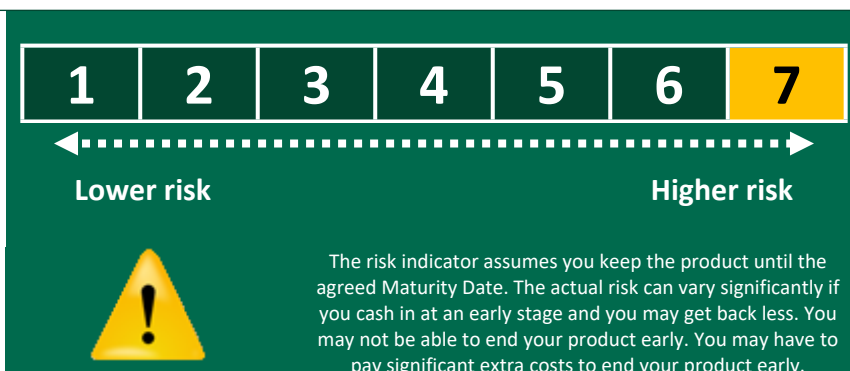 1 2 3 4 5 6 7
Lower risk Higher risk
The risk indicator assumes you keep the product until the
agreed Maturity Date. The actual risk can vary significantly if
you cash in at an early stage and you may get back less. You
may not be able to end your product early. You may have to
pay significant extra costs to end your product early.